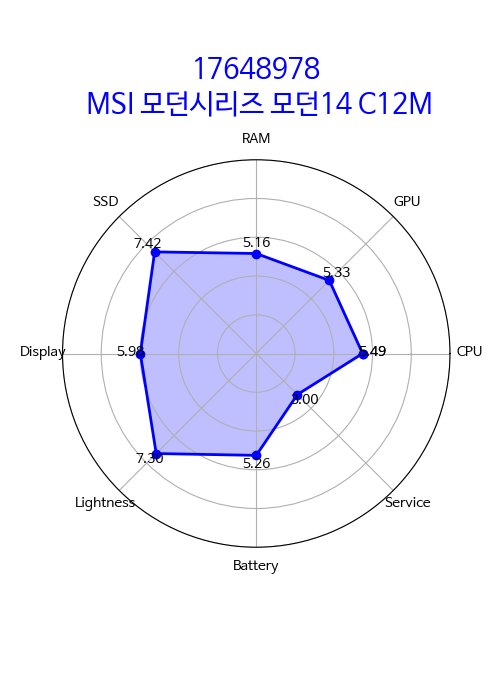 17648978
MSI 모던시리즈 모던14 C12M
RAM
SSD
GPU
7.42
5.16
5.33
Display
5.98
5.49
CPU
3.00
7.30
5.26
Lightness
Service
Battery